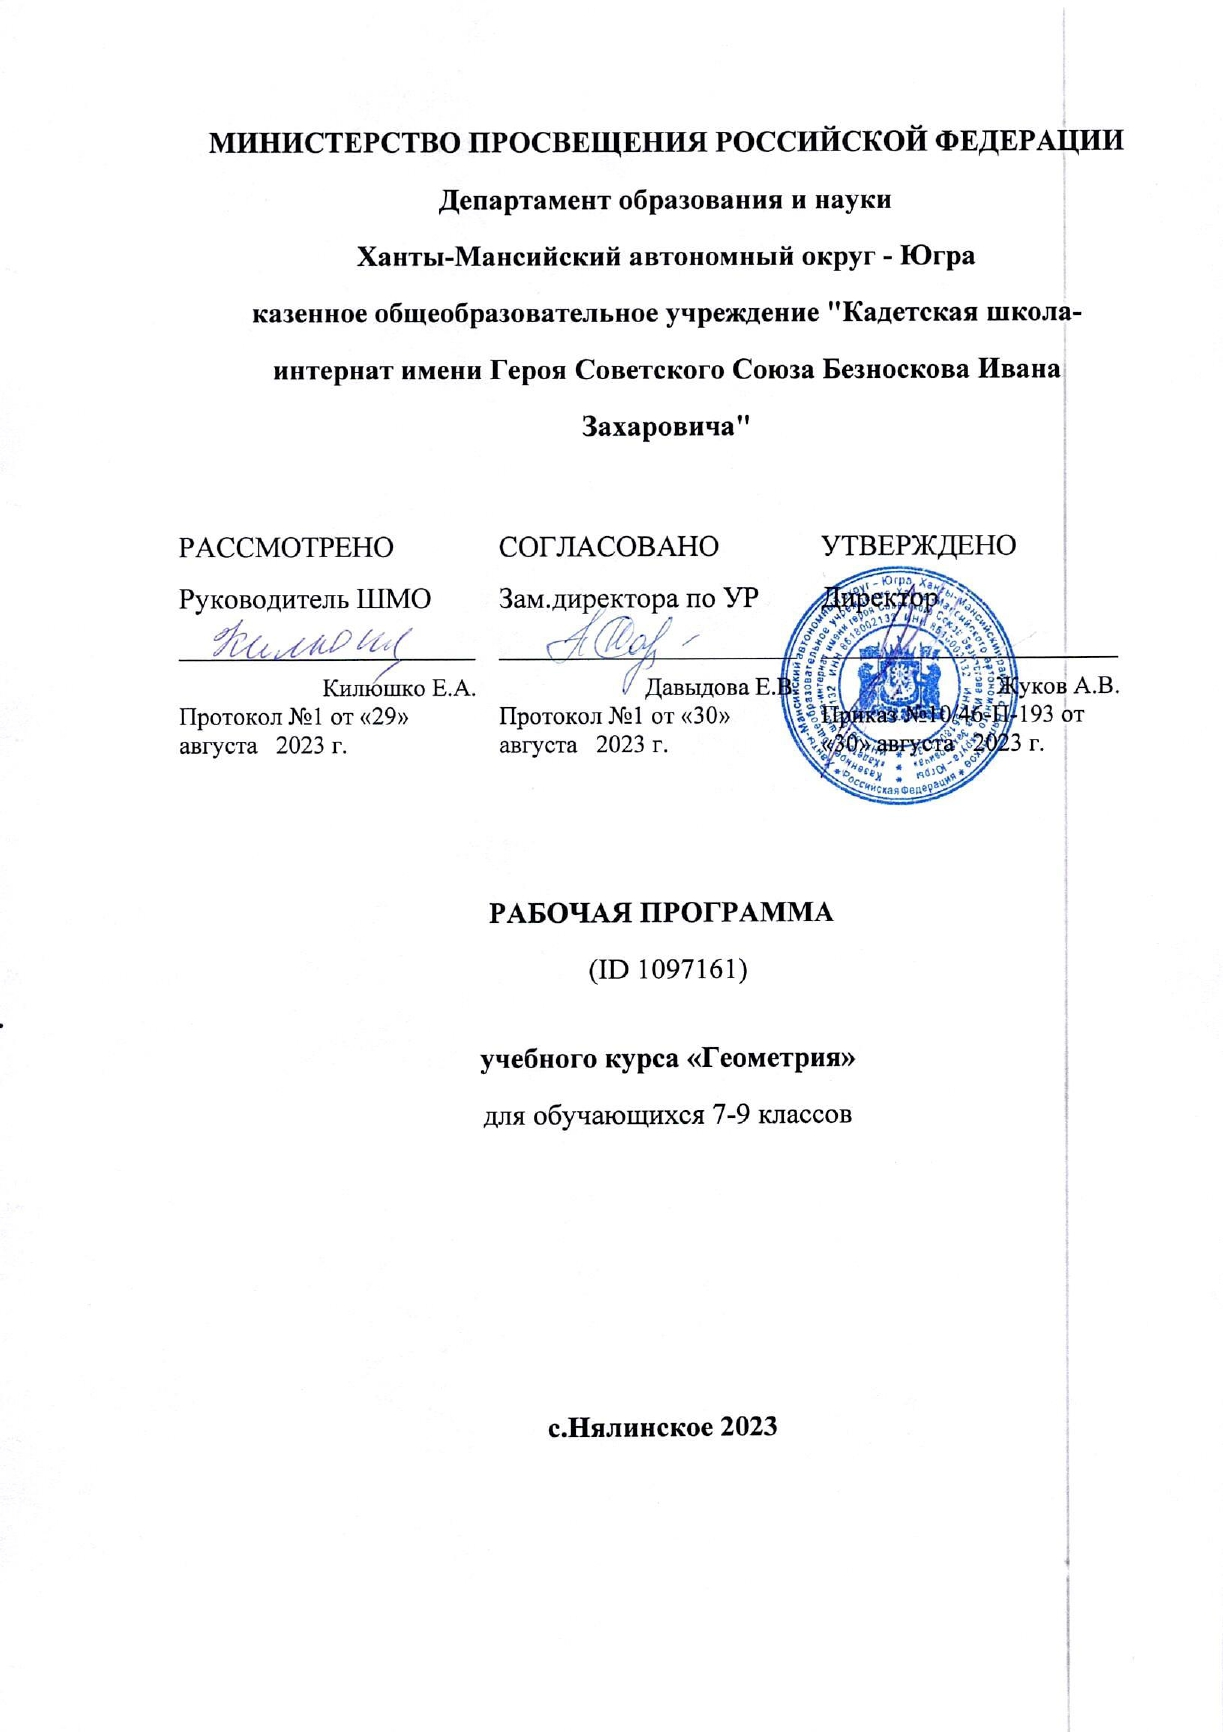 МИНИСТЕРСТВО ПРОСВЕЩЕНИЯ РОССИЙСКОЙ ФЕДЕРАЦИИ
Департамент образования и науки
Ханты-Мансийский автономный округ - Югра
казенное общеобразовательное учреждение "Кадетская школа-
интернат имени Героя Советского Союза Безноскова Ивана
Захаровича"
РАССМОТРЕНО
Руководитель ШМО
Килюшко Е.А.
Протокол №1 от «29»
августа 2023 г.
СОГЛАСОВАНО
Зам.директора по УР
Давыдова Е.В.
Протокол №1 от «30»
августа 2023 г.
УТВЕРЖДЕНО
Директор
Жуков А.В.
Приказ №10/46-П-193 от
«30» августа 2023 г.
Российская Федерация
РАБОЧАЯ ПРОГРАММА
(ID 1097161)
учебного курса «Геометрия»
для обучающихся 7-9 классов
с.Нялинское 2023